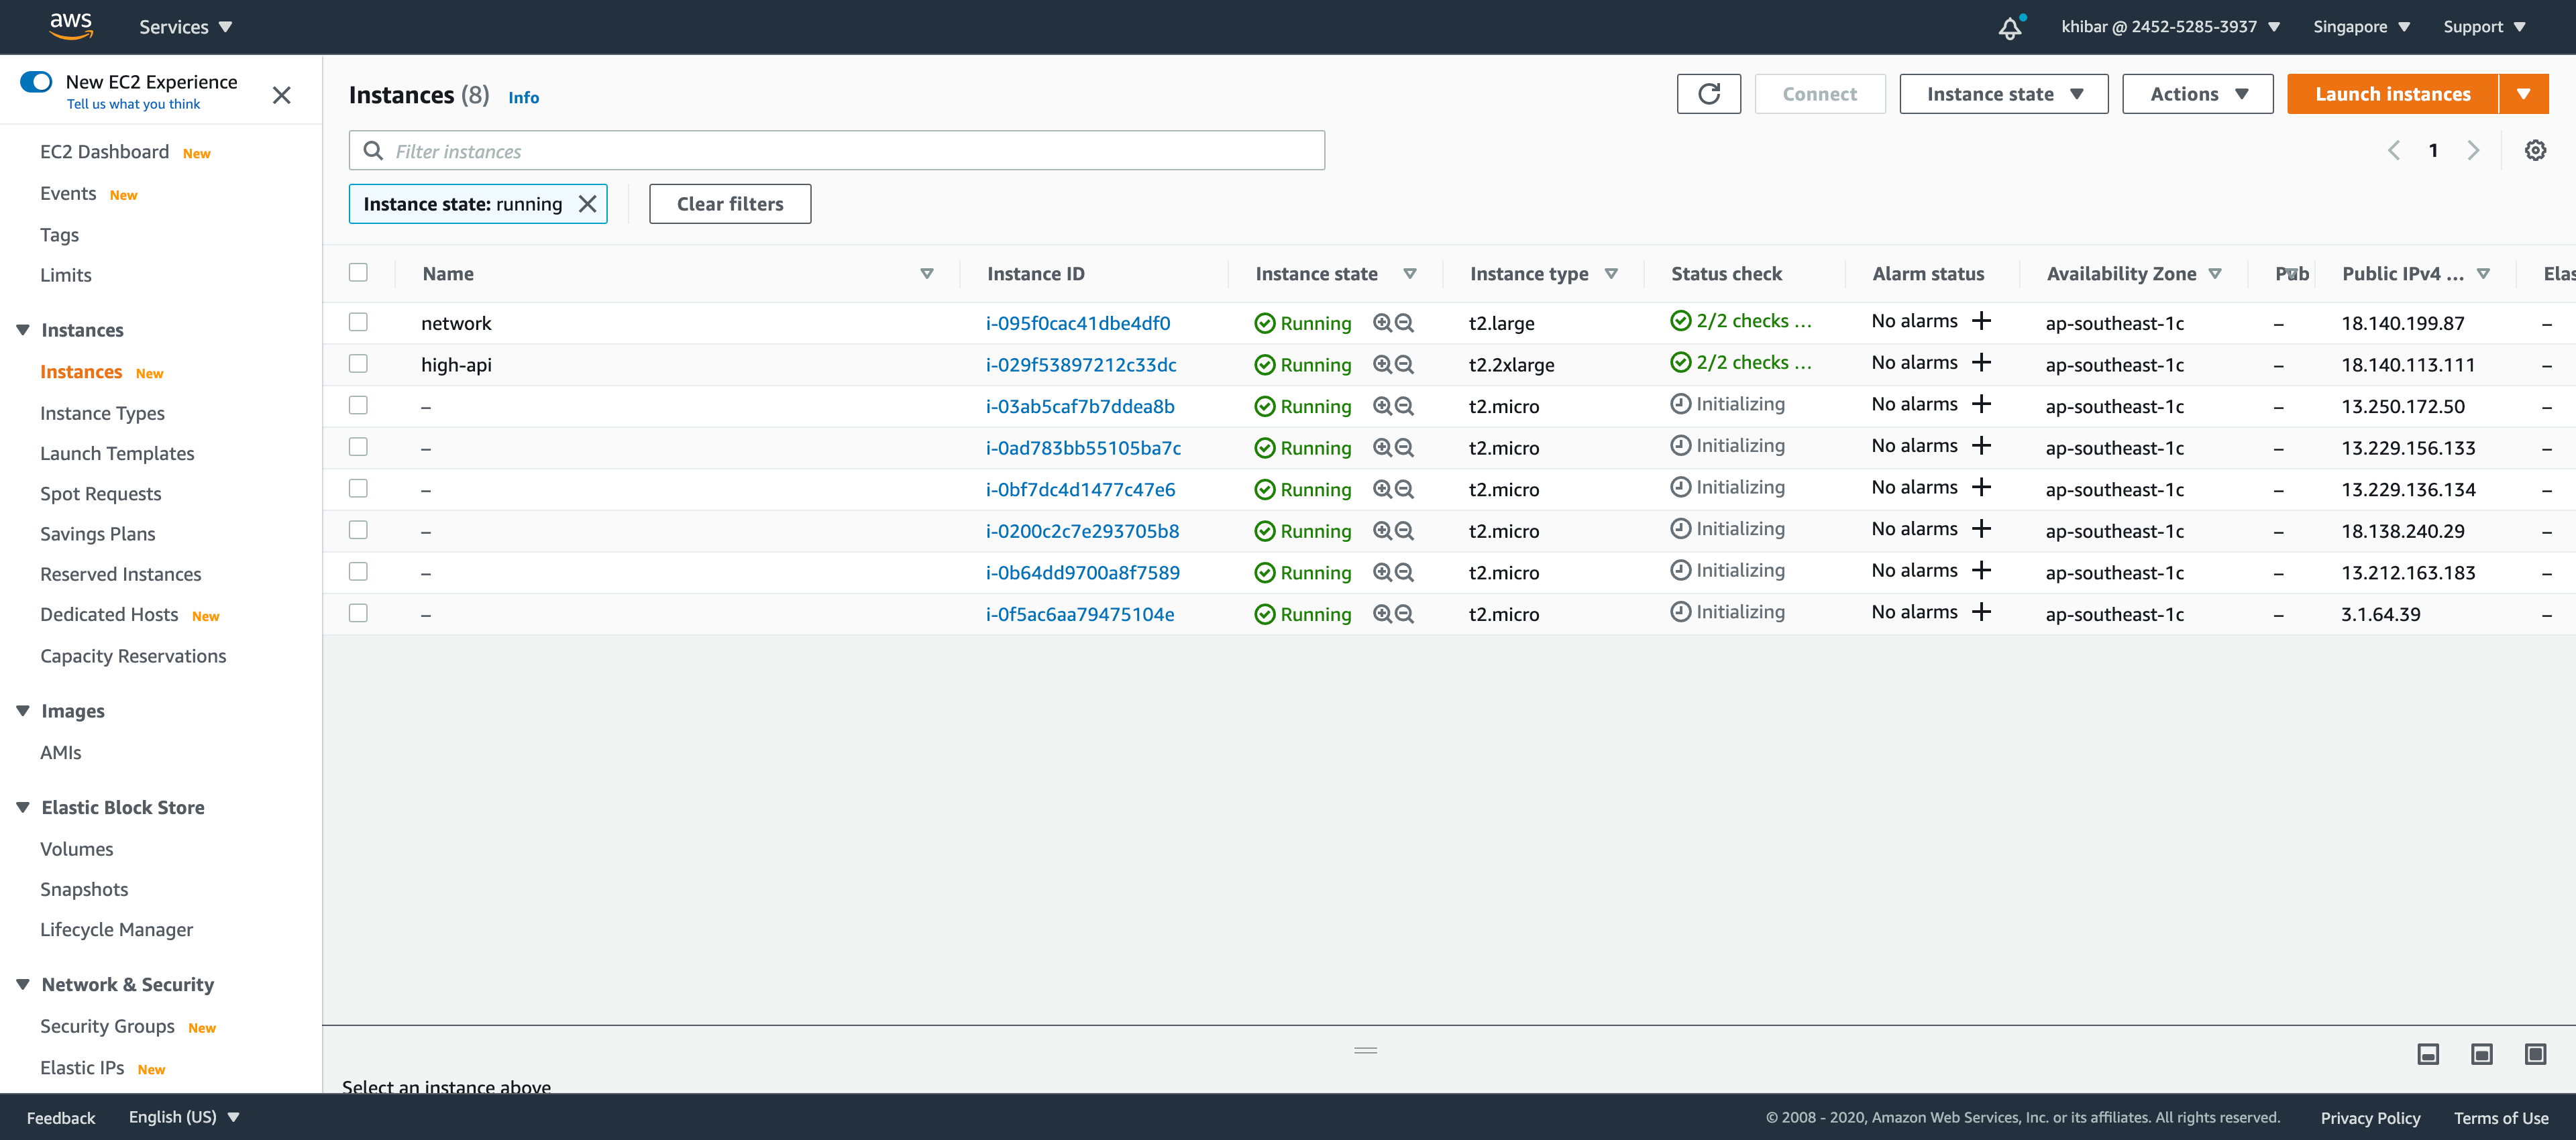 aws
Services
khibar @ 2452-5285-3937
Singapore
Support
New EC2 Experience
Tell us what you think
EC2 Dashboard New
Events New
Tags
Limits
Instances
Instances New
Instance Types
Launch Templates
Spot Requests
Savings Plans
Reserved Instances
Dedicated Hosts New
Capacity Reservations
Images
AMIs
Elastic Block Store
Volumes
Snapshots
Lifecycle Manager
Network & Security
Security Groups New
Elastic IPs New
Instances (8) Info
Connect
Instance state
Actions
Launch instances
Filter instances
1
Instance state: running
Clear filters
Name Instance ID Instance state Instance type Status check Alarm status Availability Zone Pub Public IPv4 ... Elas
network i-095f0cac41dbe4df0 Running t2.large 2/2 checks ... No alarms + ap-southeast-1c – 18.140.199.87 –
high-api i-029f53897212c33dc Running t2.2xlarge 2/2 checks ... No alarms + ap-southeast-1c – 18.140.113.111 –
– i-03ab5caf7b7ddea8b Running t2.micro Initializing No alarms + ap-southeast-1c – 13.250.172.50 –
– i-0ad783bb55105ba7c Running t2.micro Initializing No alarms + ap-southeast-1c – 13.229.156.133 –
– i-0bf7dc4d1477c47e6 Running t2.micro Initializing No alarms + ap-southeast-1c – 13.229.136.134 –
– i-0200c2c7e293705b8 Running t2.micro Initializing No alarms + ap-southeast-1c – 18.138.240.29 –
– i-0b64dd9700a8f7589 Running t2.micro Initializing No alarms + ap-southeast-1c – 13.212.163.183 –
– i-0f5ac6aa79475104e Running t2.micro Initializing No alarms + ap-southeast-1c – 3.1.64.39 –
Select an instance above
Feedback
English (US)
© 2008 - 2020, Amazon Web Services, Inc. or its affiliates. All rights reserved.
Privacy Policy
Terms of Use